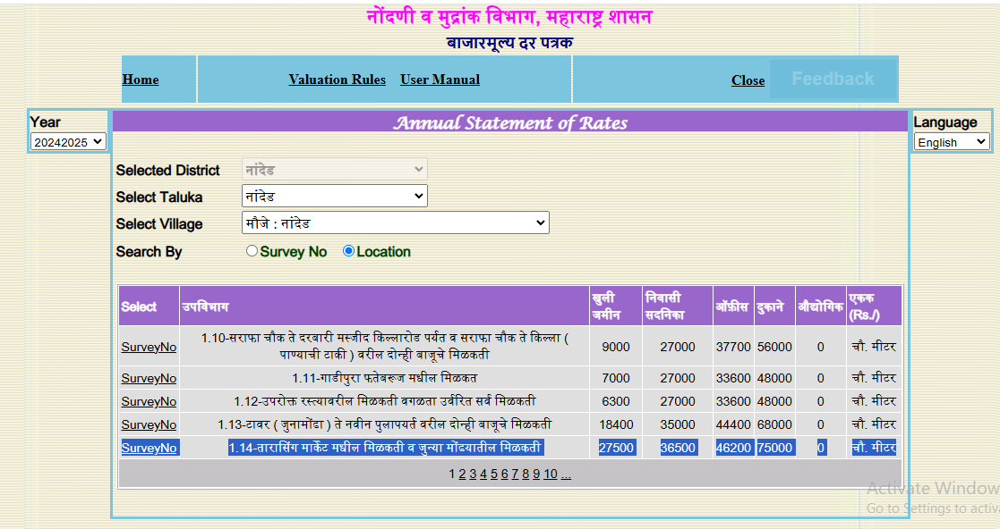 नोंदणी व मुद्रांक विभाग, महाराष्ट्र शासन
बाजारमूल्य दर पत्रक
Home Valuation Rules User Manual Close Feedback
Year Annual Statement of Rates Language
20242025 English
Selected District नांदेड
Select Taluka नांदेड
Select Village मौजे : नांदेड
Search By Survey No Location
Select उपविभाग खुली जमीन निवासी सदनिका ऑफ़ीस दुकाने औद्योगिक एकक (Rs./)
SurveyNo 1.10-सराफा चौक ते दरबारी मस्जीद किल्लारोड पर्यत व सराफा चौक ते किल्ला (
पाण्याची टाकी ) वरील दोन्ही बाजूचे मिळकती 9000 27000 37700 56000 0 चौ. मीटर
SurveyNo 1.11-गाडीपुरा फतेबरूज मधील मिळकत 7000 27000 33600 48000 0 चौ. मीटर
SurveyNo 1.12-उपरोक्त रस्त्यावरील मिळकती वगळता उर्वरित सर्व मिळकती 6300 27000 33600 48000 0 चौ. मीटर
SurveyNo 1.13-टावर ( जुनामोंढा ) ते नवीन पुलापयर्त वरील दोन्ही बाजूचे मिळकती 18400 35000 44400 68000 0 चौ. मीटर
SurveyNo 1.14-तारासिंग मार्केट मधील मिळकती व जुन्या मोंढयातील मिळकती 27500 36500 46200 75000 0 चौ. मीटर
1 2 3 4 5 6 7 8 9 10 ...
Activate Window
Go to Settings to activa